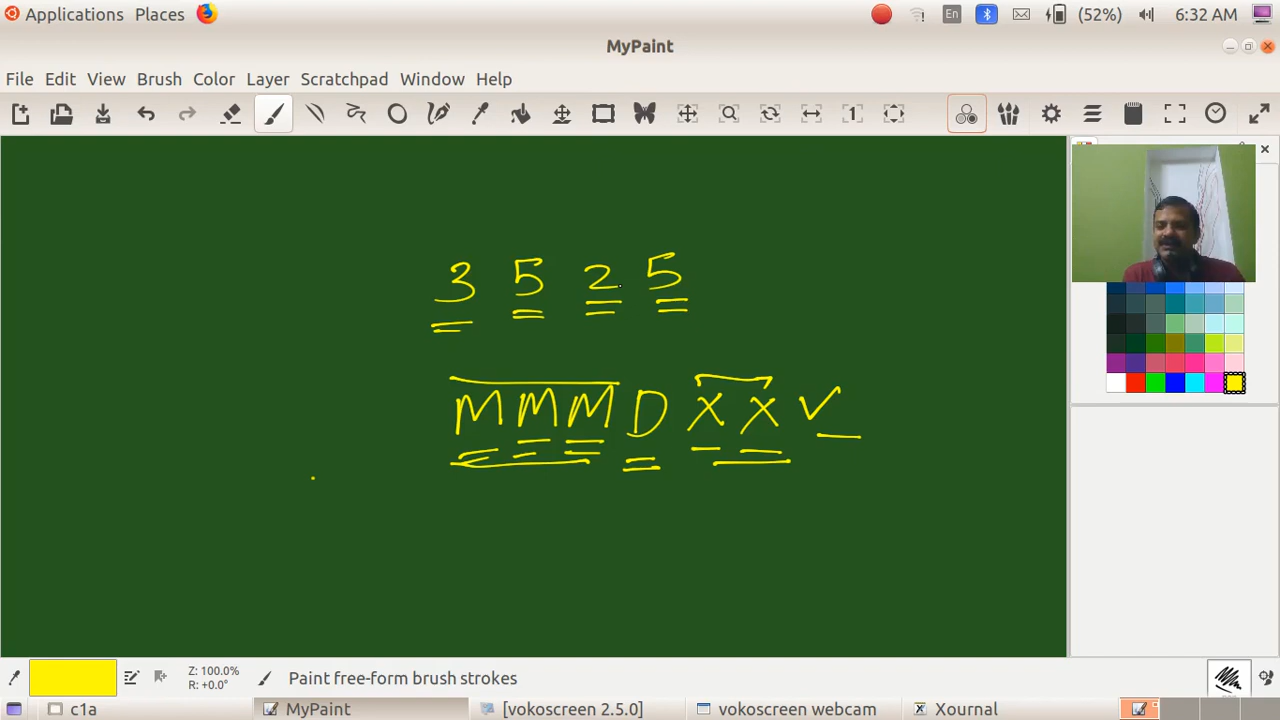 Applications Places En (52%) 6:32 AM
MyPaint
File Edit View Brush Color Layer Scratchpad Window Help
3 5 2 5
MMMDXXV
Z: 100.0%
R: +0.0°
Paint free-form brush strokes
c1a MyPaint [vokoscreen 2.5.0] vokoscreen webcam Xournal